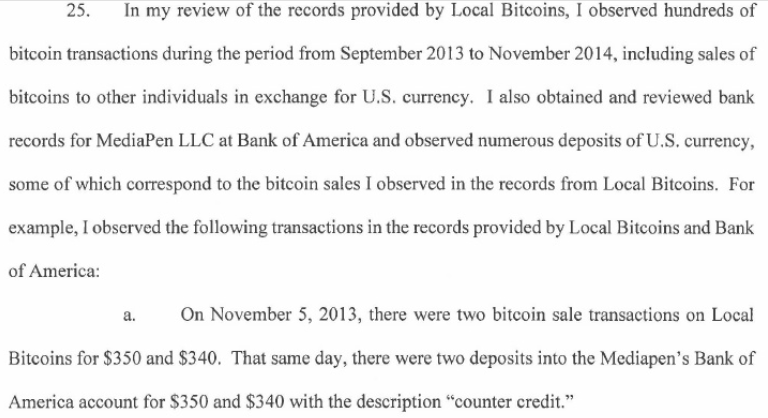 25. In my review of the records provided by Local Bitcoins, I observed hundreds of
bitcoin transactions during the period from September 2013 to November 2014, including sales of
bitcoins to other individuals in exchange for U.S. currency. I also obtained and reviewed bank
records for MediaPen LLC at Bank of America and observed numerous deposits of U.S. currency,
some of which correspond to the bitcoin sales I observed in the records from Local Bitcoins. For
example, I observed the following transactions in the records provided by Local Bitcoins and Bank
of America:
a. On November 5, 2013, there were two bitcoin sale transactions on Local
Bitcoins for $350 and $340. That same day, there were two deposits into the Mediapen's Bank of
America account for $350 and $340 with the description “counter credit.”